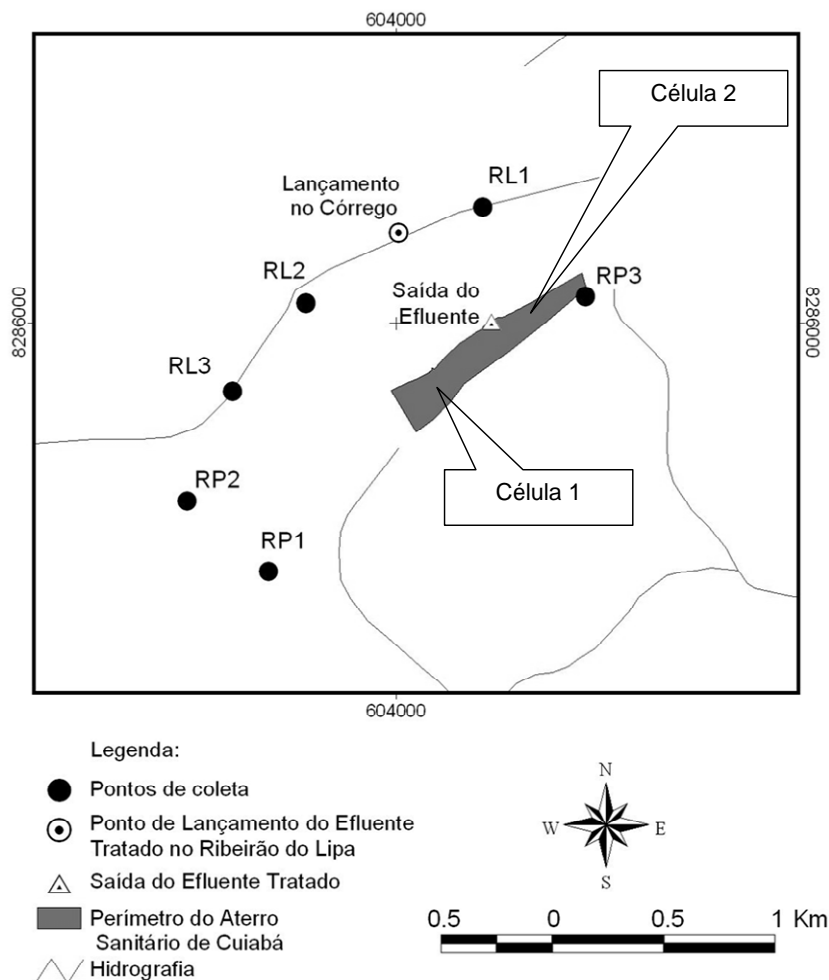 604000
Célula 2
RL1
Lançamento
no Córrego
RL2
RP3
Saída do
Efluente
8286000
8286000
RL3
RP2
Célula 1
RP1
604000
Legenda:
Pontos de coleta
Ponto de Lançamento do Efluente
Tratado no Ribeirão do Lipa
Saída do Efluente Tratado
Perímetro do Aterro
Sanitário de Cuiabá
Hidrografia
N
W
E
S
0.5 0 0.5 1 Km